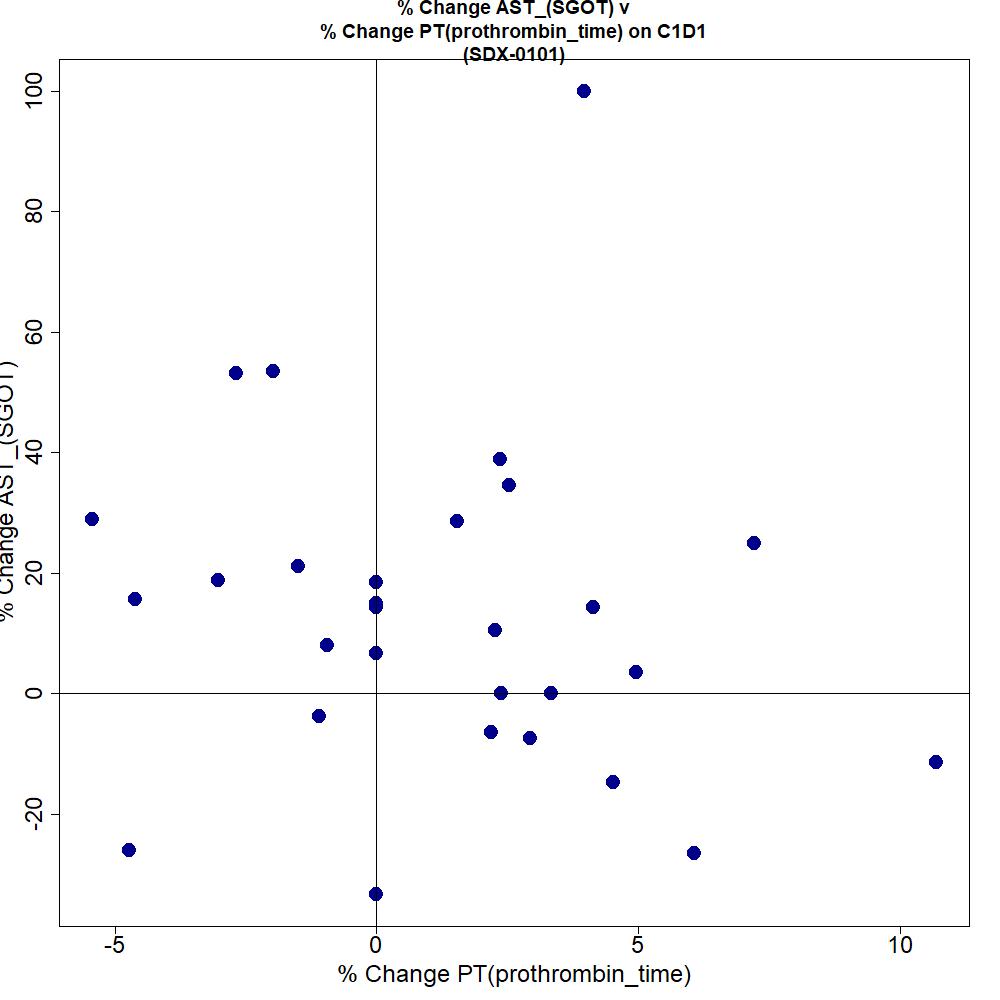 % Change AST_(SGOT) v
% Change PT(prothrombin_time) on C1D1
(SDX-0101)
% Change AST_(SGOT)
100
80
60
40
20
0
-20
-5
0
5
10
% Change PT(prothrombin_time)